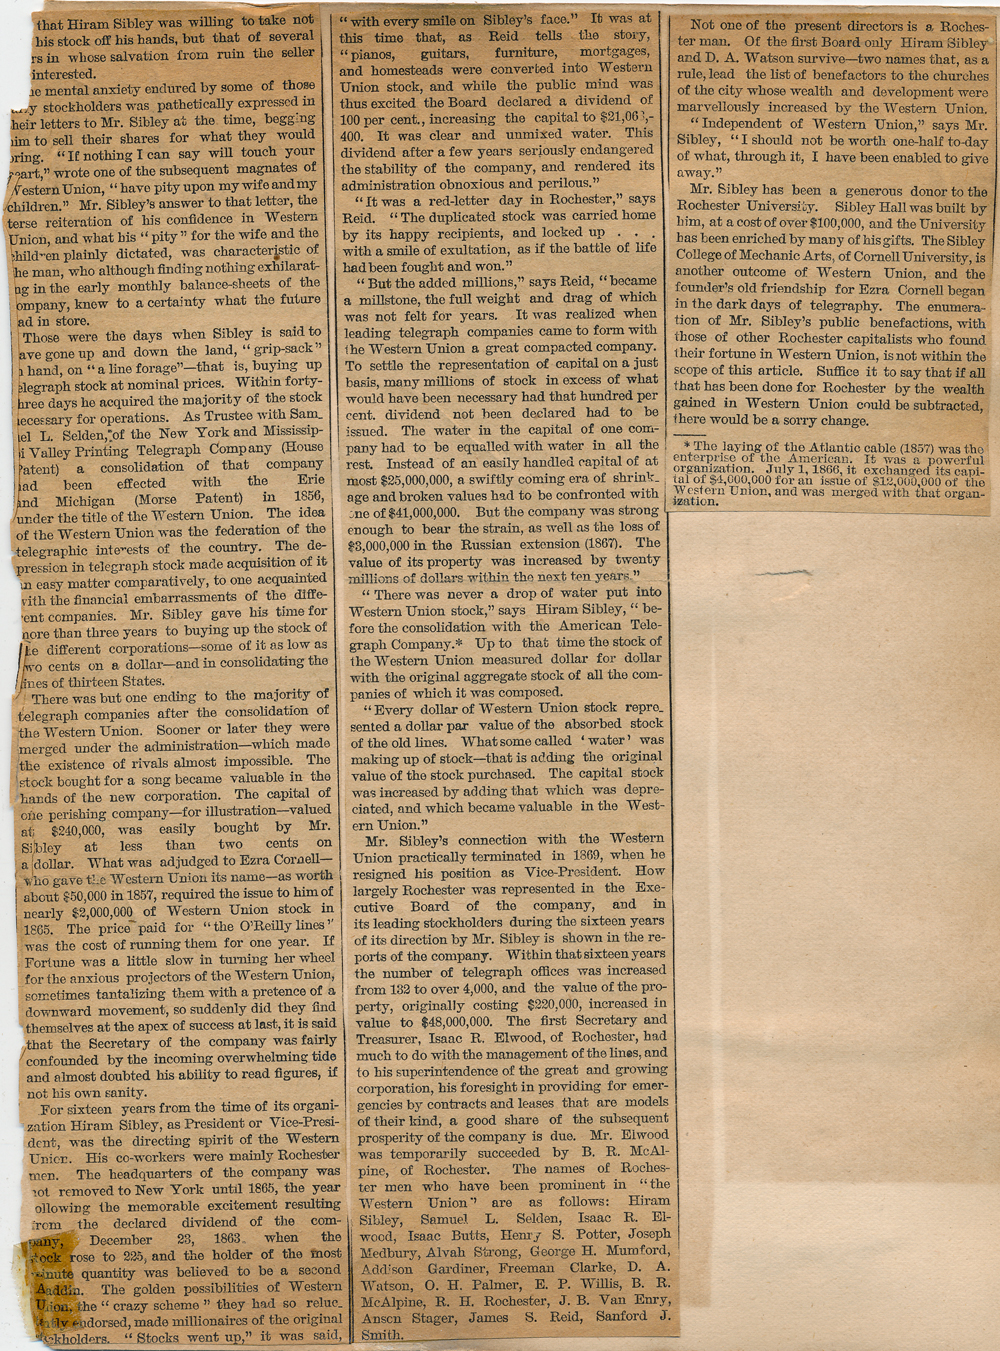 that Hiram Sibley was willing to take not
his stock off his hands, but that of several
rs in whose salvation from ruin the seller
interested.
e mental anxiety endured by some of those
y stockholders was pathetically expressed in
heir letters to Mr. Sibley at the time, begging
im to sell their shares for what they would
bring. "If nothing I can say will touch your
eart," wrote one of the subsequent magnates of
Western Union, "have pity upon my wife and my
children." Mr. Sibley's answer to that letter, the
terse reiteration of his confidence in Western
Union, and what his "pity" for the wife and the
children plainly dictated, was characteristic of
he man, who although finding nothing exhilarat-
ng in the early monthly balance-sheets of the
ompany, knew to a certainty what the future
ad in store.
Those were the days when Sibley is said to
ave gone up and down the land, "grip-sack"
n hand, on "a line forage"—that is, buying up
elegraph stock at nominal prices. Within forty-
hree days he acquired the majority of the stock
ecessary for operations. As Trustee with Sam-
el L. Selden, of the New York and Mississip-
i Valley Printing Telegraph Company (House
Patent) a consolidation of that company
had been effected with the Erie
and Michigan (Morse Patent) in 1856,
under the title of the Western Union. The idea
of the Western Union was the federation of the
telegraphic interests of the country. The de-
pression in telegraph stock made acquisition of it
an easy matter comparatively, to one acquainted
with the financial embarrassments of the diffe-
rent companies. Mr. Sibley gave his time for
more than three years to buying up the stock of
he different corporations—some of it as low as
two cents on a dollar—and in consolidating the
lines of thirteen States.
There was but one ending to the majority of
telegraph companies after the consolidation of
the Western Union. Sooner or later they were
merged under the administration—which made
the existence of rivals almost impossible. The
stock bought for a song became valuable in the
hands of the new corporation. The capital of
one perishing company—for illustration—valued
at $240,000, was easily bought by Mr.
Sibley at less than two cents on
a dollar. What was adjudged to Ezra Cornell—
who gave the Western Union its name—as worth
about $50,000 in 1857, required the issue to him of
nearly $2,000,000 of Western Union stock in
1865. The price paid for "the O'Reilly lines"
was the cost of running them for one year. If
Fortune was a little slow in turning her wheel
for the anxious projectors of the Western Union,
sometimes tantalizing them with a pretence of a
downward movement, so suddenly did they find
themselves at the apex of success at last, it is said
that the Secretary of the company was fairly
confounded by the incoming overwhelming tide
and almost doubted his ability to read figures, if
not his own sanity.
For sixteen years from the time of its organi-
zation Hiram Sibley, as President or Vice-Presi-
dent, was the directing spirit of the Western
Union. His co-workers were mainly Rochester
men. The headquarters of the company was
not removed to New York until 1865, the year
ollowing the memorable excitement resulting
from the declared dividend of the com-
pany, December 23, 1863 when the
stock rose to 225, and the holder of the most
minute quantity was believed to be a second
Aaddin. The golden possibilities of Western
Union, the "crazy scheme" they had so reluc-
tantly endorsed, made millionaires of the original
stockholders. "Stocks went up," it was said,
"with every smile on Sibley's face." It was at
this time that, as Reid tells the story,
"pianos, guitars, furniture, mortgages,
and homesteads were converted into Western
Union stock, and while the public mind was
thus excited the Board declared a dividend of
100 per cent., increasing the capital to
400. It was clear and unmixed water. This
dividend after a few years seriously endangered
the stability of the company, and rendered its
administration obnoxious and perilous."
"It was a red-letter day in Rochester," says
Reid. "The duplicated stock was carried home
by its happy recipients, and locked up . . .
with a smile of exultation, as if the battle of life
had been fought and won."
"But the added millions," says Reid, "became
a millstone, the full weight and drag of which
was not felt for years. It was realized when
leading telegraph companies came to form with
the Western Union a great compacted company.
To settle the representation of capital on a just
basis, many millions of stock in excess of what
would have been necessary had that hundred per
cent. dividend not been declared had to be
issued. The water in the capital of one com-
pany had to be equalled with water in all the
rest. Instead of an easily handled capital of at
most $25,000,000, a swiftly coming era of shrink-
age and broken values had to be confronted with
one of $41,000,000. But the company was strong
enough to bear the strain, as well as the loss of
$3,000,000 in the Russian extension (1867). The
value of its property was increased by twenty
millions of dollars within the next ten years."
"There was never a drop of water put into
Western Union stock," says Hiram Sibley, "be-
fore the consolidation with the American Tele-
graph Company.* Up to that time the stock of
the Western Union measured dollar for dollar
with the original aggregate stock of all the com-
panies of which it was composed.
"Every dollar of Western Union stock repre-
sented a dollar par value of the absorbed stock
of the old lines. What some called 'water' was
making up of stock—that is adding the original
value of the stock purchased. The capital stock
was increased by adding that which was depre-
ciated, and which became valuable in the West-
ern Union."
Mr. Sibley's connection with the Western
Union practically terminated in 1869, when he
resigned his position as Vice-President. How
largely Rochester was represented in the Exe-
cutive Board of the company, and in
its leading stockholders during the sixteen years
of its direction by Mr. Sibley is shown in the re-
ports of the company. Within that sixteen years
the number of telegraph offices was increased
from 132 to over 4,000, and the value of the pro-
perty, originally costing $220,000, increased in
value to $48,000,000. The first Secretary and
Treasurer, Isaac R. Elwood, of Rochester, had
much to do with the management of the lines, and
to his superintendence of the great and growing
corporation, his foresight in providing for emer-
gencies by contracts and leases that are models
of their kind, a good share of the subsequent
prosperity of the company is due. Mr. Elwood
was temporarily succeeded by B. R. McAl-
pine, of Rochester. The names of Roches-
ter men who have been prominent in "the
Western Union" are as follows: Hiram
Sibley, Samuel L. Selden, Isaac R. El-
wood, Isaac Butts, Henry S. Potter, Joseph
Medbury, Alvah Strong, George H. Mumford,
Addison Gardiner, Freeman Clarke, D. A.
Watson, O. H. Palmer, E. P. Willis, B. R.
McAlpine, R. H. Rochester, J. B. Van Enry,
Anson Stager, James S. Reid, Sanford J.
Smith.
Not one of the present directors is a Roches-
ter man. Of the first Board only Hiram Sibley
and D. A. Watson survive—two names that, as a
rule, lead the list of benefactors to the churches
of the city whose wealth and development were
marvellously increased by the Western Union.
"Independent of Western Union," says Mr.
Sibley, "I should not be worth one-half to-day
of what, through it, I have been enabled to give
away."
Mr. Sibley has been a generous donor to the
Rochester University. Sibley Hall was built by
him, at a cost of over $100,000, and the University
has been enriched by many of his gifts. The Sibley
College of Mechanic Arts, of Cornell University, is
another outcome of Western Union, and the
founder's old friendship for Ezra Cornell began
in the dark days of telegraphy. The enumera-
tion of Mr. Sibley's public benefactions, with
those of other Rochester capitalists who found
their fortune in Western Union, is not within the
scope of this article. Suffice it to say that if all
that has been done for Rochester by the wealth
gained in Western Union could be subtracted,
there would be a sorry change.
* The laying of the Atlantic cable (1857) was the
enterprise of the American. It was a powerful
organization. July 1, 1866, it exchanged its capi-
tal of $4,000,000 for an issue of $12,000,000 of the
Western Union, and was merged with that organ-
ization.